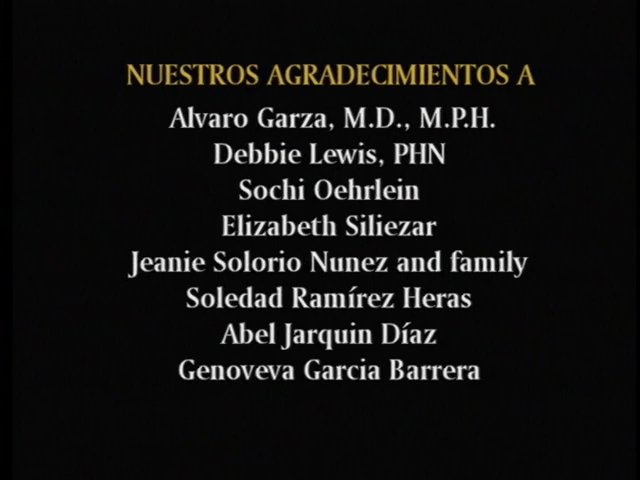 NUESTROS AGRADECIMIENTOS A
Alvaro Garza, M.D., M.P.H.
Debbie Lewis, PHN
Sochi Oehrlein
Elizabeth Siliezar
Jeanie Solorio Nunez and family
Soledad Ramírez Heras
Abel Jarquin Díaz
Genoveva Garcia Barrera